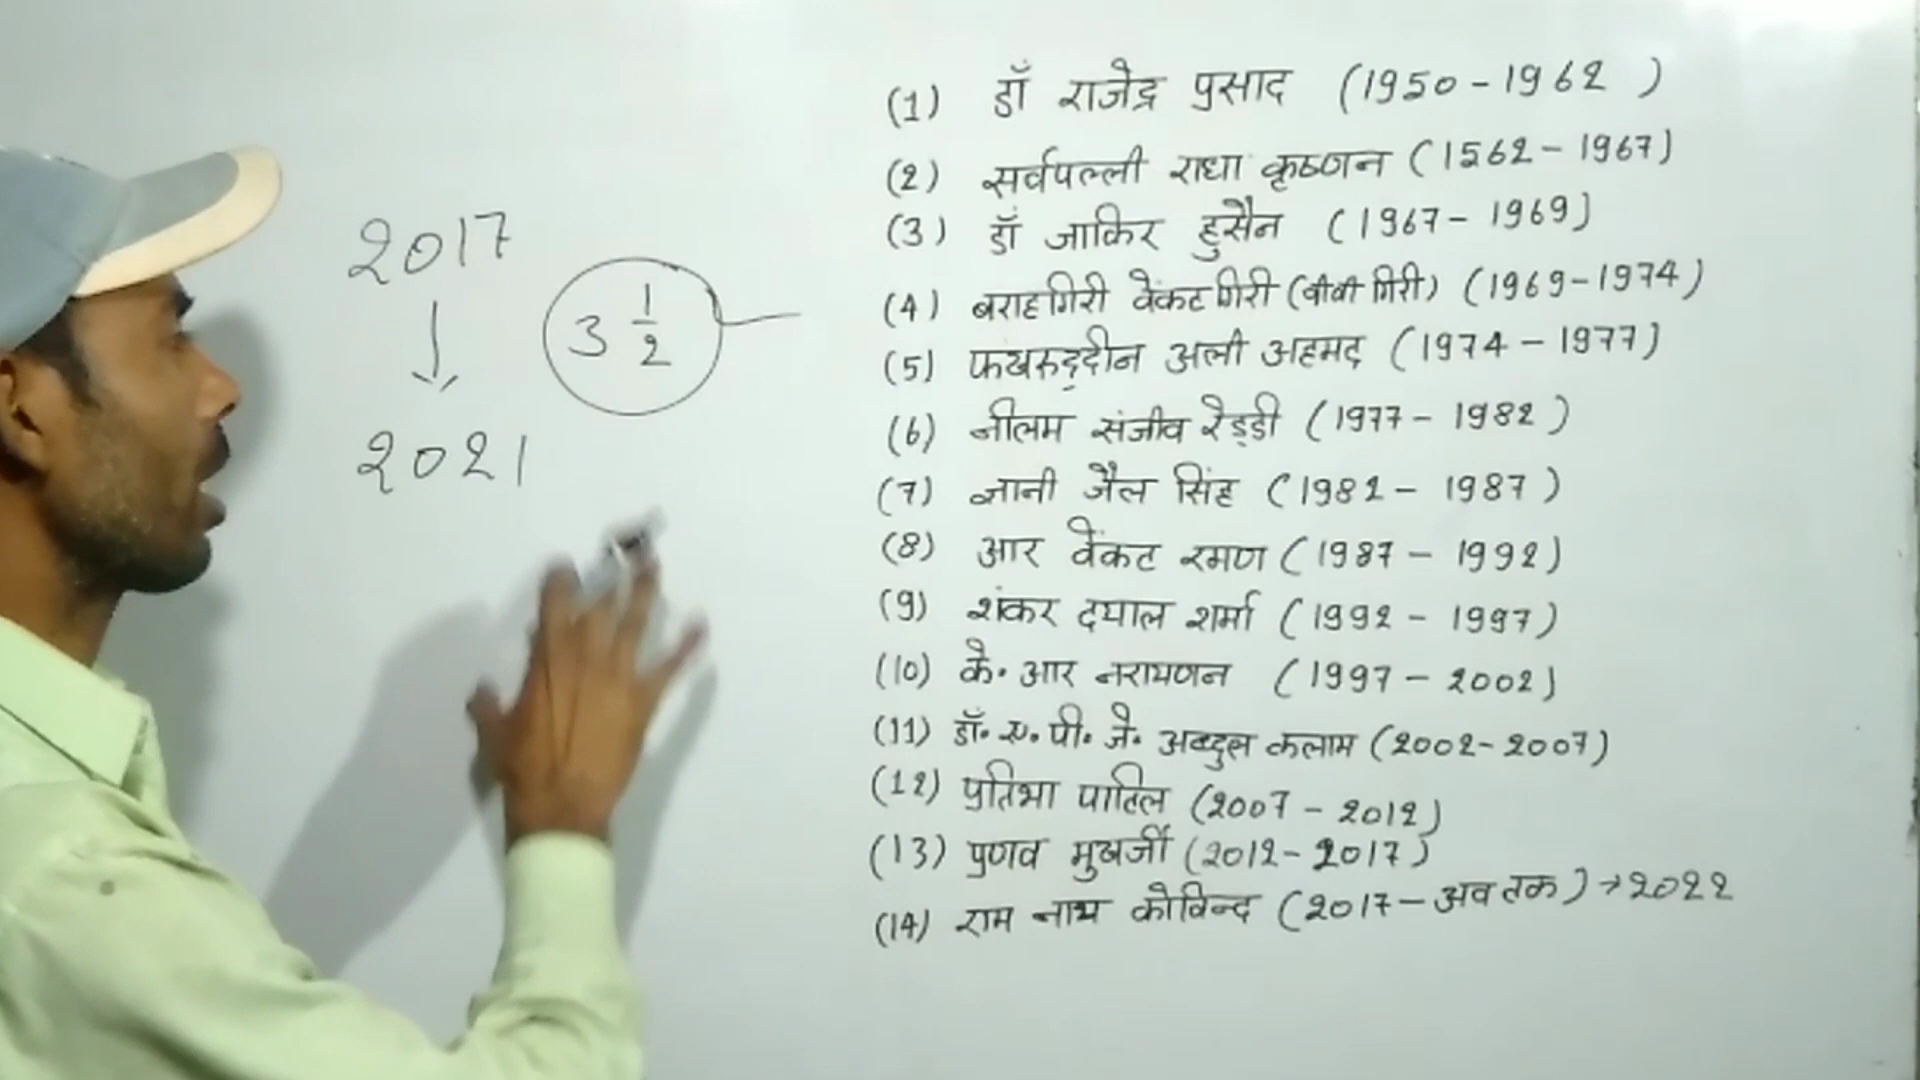 2017
↓
2021
3 1/2
(1) डॉ राजेद्र प्रसाद (1950-1962)
(2) सर्वपल्ली राधा कृष्णन (1562-1967)
(3) डॉ जाकिर हुसैन (1967-1969)
(4) बराहगिरी वेंकट गिरी (बीबी गिरी) (1969-1974)
(5) फखरुद्दीन अली अहमद (1974-1977)
(6) नीलम संजीव रेड्डी (1977-1982)
(7) ज्ञानी जैल सिंह (1982-1987)
(8) आर वेंकट रमण (1987-1992)
(9) शंकर दयाल शर्मा (1992-1997)
(10) के. आर नरायणन (1997-2002)
(11) डॉ. ए. पी. जे. अब्दुल कलाम (2002-2007)
(12) प्रतिभा पाटिल (2007-2012)
(13) प्रणव मुखर्जी (2012-2017)
(14) राम नाथ कोविन्द (2017-अब तक) → 2022